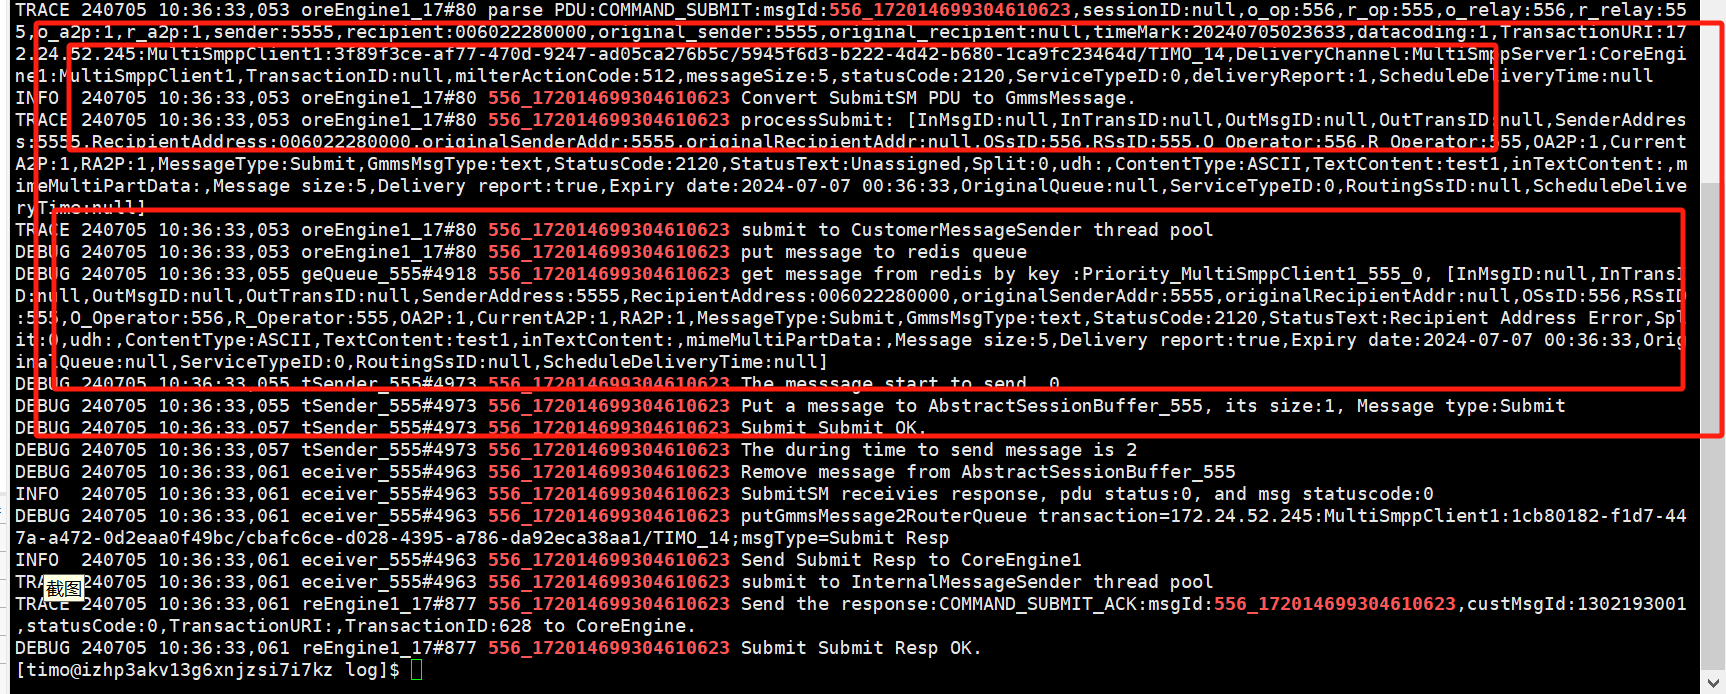 TRACE 240705 10:36:33,053 oreEngine1_17#80 parse PDU:COMMAND_SUBMIT:msgId:556_172014699304610623,sessionID:null,o_op:556,r_op:555,o_relay:556,r_relay:55
5,o_a2p:1,r_a2p:1,sender:5555,recipient:006022280000,original_sender:5555,original_recipient:null,timeMark:20240705023633,datacoding:1,TransactionURI:17
2.24.52.245:MultiSmppClient1:3f89f3ce-af77-470d-9247-ad05ca276b5c/5945f6d3-b222-4d42-b680-1ca9fc23464d/TIMO_14,DeliveryChannel:MultiSmppServer1:CoreEngi
ne1:MultiSmppClient1,TransactionID:null,milterActionCode:512,messageSize:5,statusCode:2120,ServiceTypeID:0,deliveryReport:1,ScheduleDeliveryTime:null
INFO  240705 10:36:33,053 oreEngine1_17#80 556_172014699304610623 Convert SubmitSM PDU to GmmsMessage.
TRACE 240705 10:36:33,053 oreEngine1_17#80 556_172014699304610623 processSubmit: [InMsgID:null,InTransID:null,OutMsgID:null,OutTransID:null,SenderAddres
s:5555,RecipientAddress:006022280000,originalSenderAddr:5555,originalRecipientAddr:null,OSsID:556,RSsID:555,O_Operator:556,R_Operator:555,OA2P:1,Current
A2P:1,RA2P:1,MessageType:Submit,GmmsMsgType:text,StatusCode:2120,StatusText:Unassigned,Split:0,udh:,ContentType:ASCII,TextContent:test1,inTextContent:,m
imeMultiPartData:,Message size:5,Delivery report:true,Expiry date:2024-07-07 00:36:33,OriginalQueue:null,ServiceTypeID:0,RoutingSsID:null,ScheduleDelive
ryTime:null]
TRACE 240705 10:36:33,053 oreEngine1_17#80 556_172014699304610623 submit to CustomerMessageSender thread pool
DEBUG 240705 10:36:33,053 oreEngine1_17#80 556_172014699304610623 put message to redis queue
DEBUG 240705 10:36:33,055 geQueue_555#4918 556_172014699304610623 get message from redis by key :Priority_MultiSmppClient1_555_0, [InMsgID:null,InTransI
D:null,OutMsgID:null,OutTransID:null,SenderAddress:5555,RecipientAddress:006022280000,originalSenderAddr:5555,originalRecipientAddr:null,OSsID:556,RSsID
:555,O_Operator:556,R_Operator:555,OA2P:1,CurrentA2P:1,RA2P:1,MessageType:Submit,GmmsMsgType:text,StatusCode:2120,StatusText:Recipient Address Error,Spl
it:0,udh:,ContentType:ASCII,TextContent:test1,inTextContent:,mimeMultiPartData:,Message size:5,Delivery report:true,Expiry date:2024-07-07 00:36:33,Orig
inalQueue:null,ServiceTypeID:0,RoutingSsID:null,ScheduleDeliveryTime:null]
DEBUG 240705 10:36:33,055 tSender_555#4973 556_172014699304610623 The messsage start to send  0
DEBUG 240705 10:36:33,055 tSender_555#4973 556_172014699304610623 Put a message to AbstractSessionBuffer_555, its size:1, Message type:Submit
DEBUG 240705 10:36:33,057 tSender_555#4973 556_172014699304610623 Submit Submit OK.
DEBUG 240705 10:36:33,057 tSender_555#4973 556_172014699304610623 The during time to send message is 2
DEBUG 240705 10:36:33,061 eceiver_555#4963 556_172014699304610623 Remove message from AbstractSessionBuffer_555
INFO  240705 10:36:33,061 eceiver_555#4963 556_172014699304610623 SubmitSM receivies response, pdu status:0, and msg statuscode:0
DEBUG 240705 10:36:33,061 eceiver_555#4963 556_172014699304610623 putGmmsMessage2RouterQueue transaction=172.24.52.245:MultiSmppClient1:1cb80182-f1d7-44
7a-a472-0d2eaa0f49bc/cbafc6ce-d028-4395-a786-da92eca38aa1/TIMO_14;msgType=Submit Resp
INFO  240705 10:36:33,061 eceiver_555#4963 556_172014699304610623 Send Submit Resp to CoreEngine1
TRACE 240705 10:36:33,061 eceiver_555#4963 556_172014699304610623 submit to InternalMessageSender thread pool
截图
TRACE 240705 10:36:33,061 reEngine1_17#877 556_172014699304610623 Send the response:COMMAND_SUBMIT_ACK:msgId:556_172014699304610623,custMsgId:1302193001
,statusCode:0,TransactionURI:,TransactionID:628 to CoreEngine.
DEBUG 240705 10:36:33,061 reEngine1_17#877 556_172014699304610623 Submit Submit Resp OK.
[timo@izhp3akv13g6xnjzsi7i7kz log]$